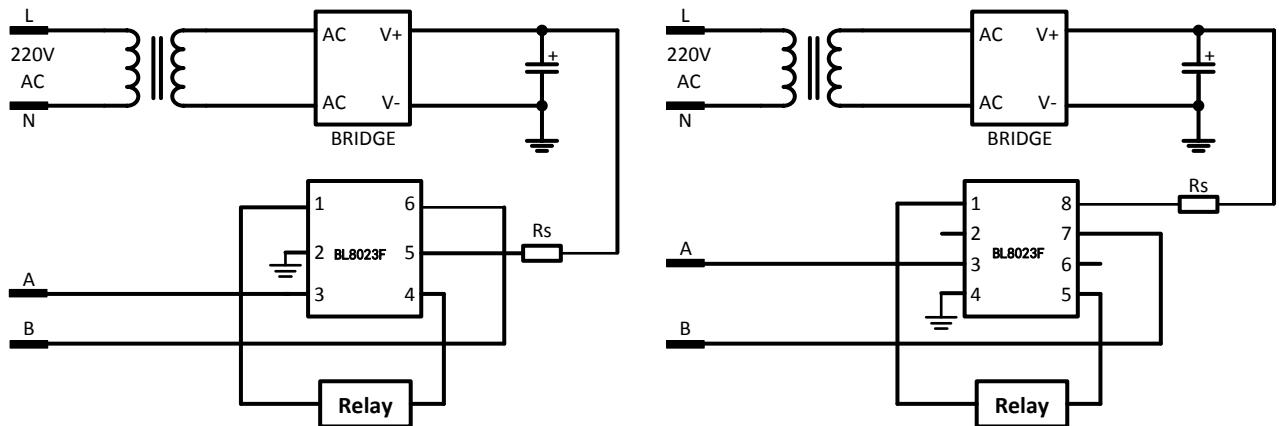 L
220V
AC
N
AC V+
AC V-
BRIDGE
+
1 6
2 BL8023F 5
3 4
Rs
A
B
Relay
L
220V
AC
N
AC V+
AC V-
BRIDGE
+
Rs
1 8
2 7
BL8023F
3 6
4 5
A
B
Relay